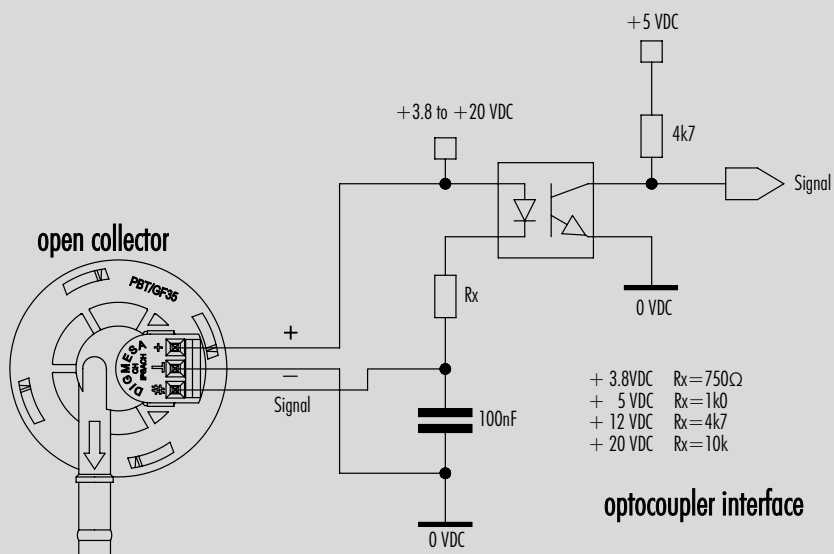 +5 VDC
+3.8 to +20 VDC
4k7
Signal
open collector
PBT/GF35
0 VDC
Rx
+
+
DIGMESA
CH
IPSACH
−
#
Signal
100nF
+ 3.8VDC Rx=750Ω
+ 5 VDC Rx=1k0
+ 12 VDC Rx=4k7
+ 20 VDC Rx=10k
optocoupler interface
0 VDC